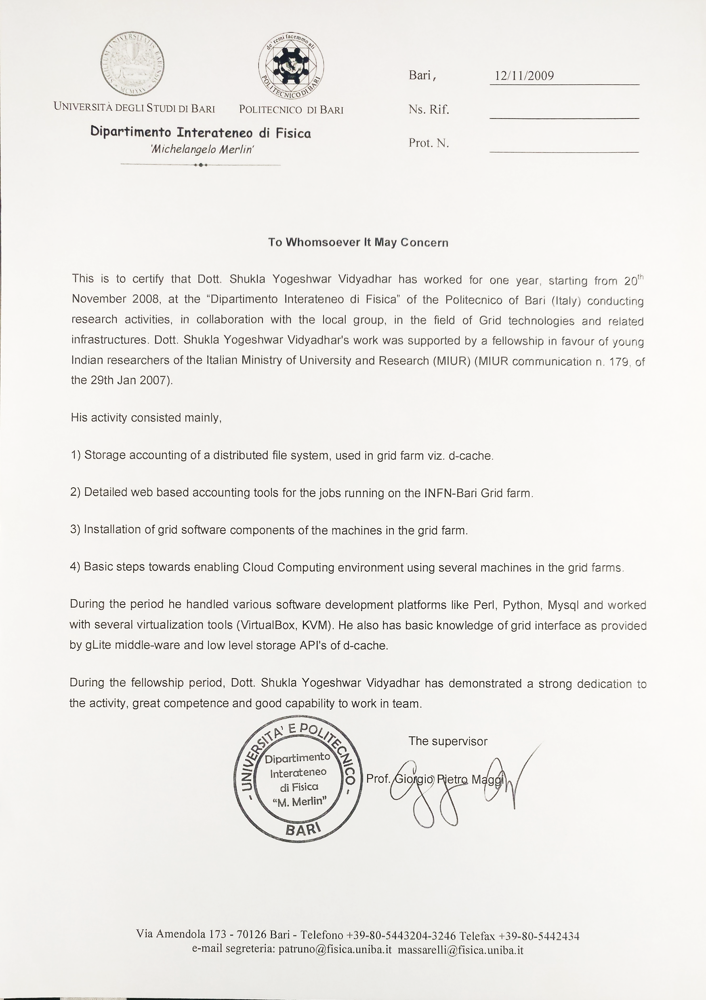 SIGILLUM UNIVERSITATIS BARENSIS
MCMXXV
de' remi facemmo ali
POLITECNICO DI BARI
UNIVERSITÀ DEGLI STUDI DI BARI
POLITECNICO DI BARI
Dipartimento Interateneo di Fisica
'Michelangelo Merlin'
Bari, 12/11/2009
Ns. Rif.
Prot. N.
To Whomsoever It May Concern
This is to certify that Dott. Shukla Yogeshwar Vidyadhar has worked for one year, starting from 20th
November 2008, at the “Dipartimento Interateneo di Fisica” of the Politecnico of Bari (Italy) conducting
research activities, in collaboration with the local group, in the field of Grid technologies and related
infrastructures. Dott. Shukla Yogeshwar Vidyadhar's work was supported by a fellowship in favour of young
Indian researchers of the Italian Ministry of University and Research (MIUR) (MIUR communication n. 179, of
the 29th Jan 2007).
His activity consisted mainly,
1) Storage accounting of a distributed file system, used in grid farm viz. d-cache.
2) Detailed web based accounting tools for the jobs running on the INFN-Bari Grid farm.
3) Installation of grid software components of the machines in the grid farm.
4) Basic steps towards enabling Cloud Computing environment using several machines in the grid farms.
During the period he handled various software development platforms like Perl, Python, Mysql and worked
with several virtualization tools (VirtualBox, KVM). He also has basic knowledge of grid interface as provided
by gLite middle-ware and low level storage API's of d-cache.
During the fellowship period, Dott. Shukla Yogeshwar Vidyadhar has demonstrated a strong dedication to
the activity, great competence and good capability to work in team.
- UNIVERSITA' E POLITECNICO -
Dipartimento
Interateneo
di Fisica
“M. Merlin”
BARI
The supervisor
Prof. Giorgio Pietro Maggi
Via Amendola 173 - 70126 Bari - Telefono +39-80-5443204-3246 Telefax +39-80-5442434
e-mail segreteria: patruno@fisica.uniba.it massarelli@fisica.uniba.it